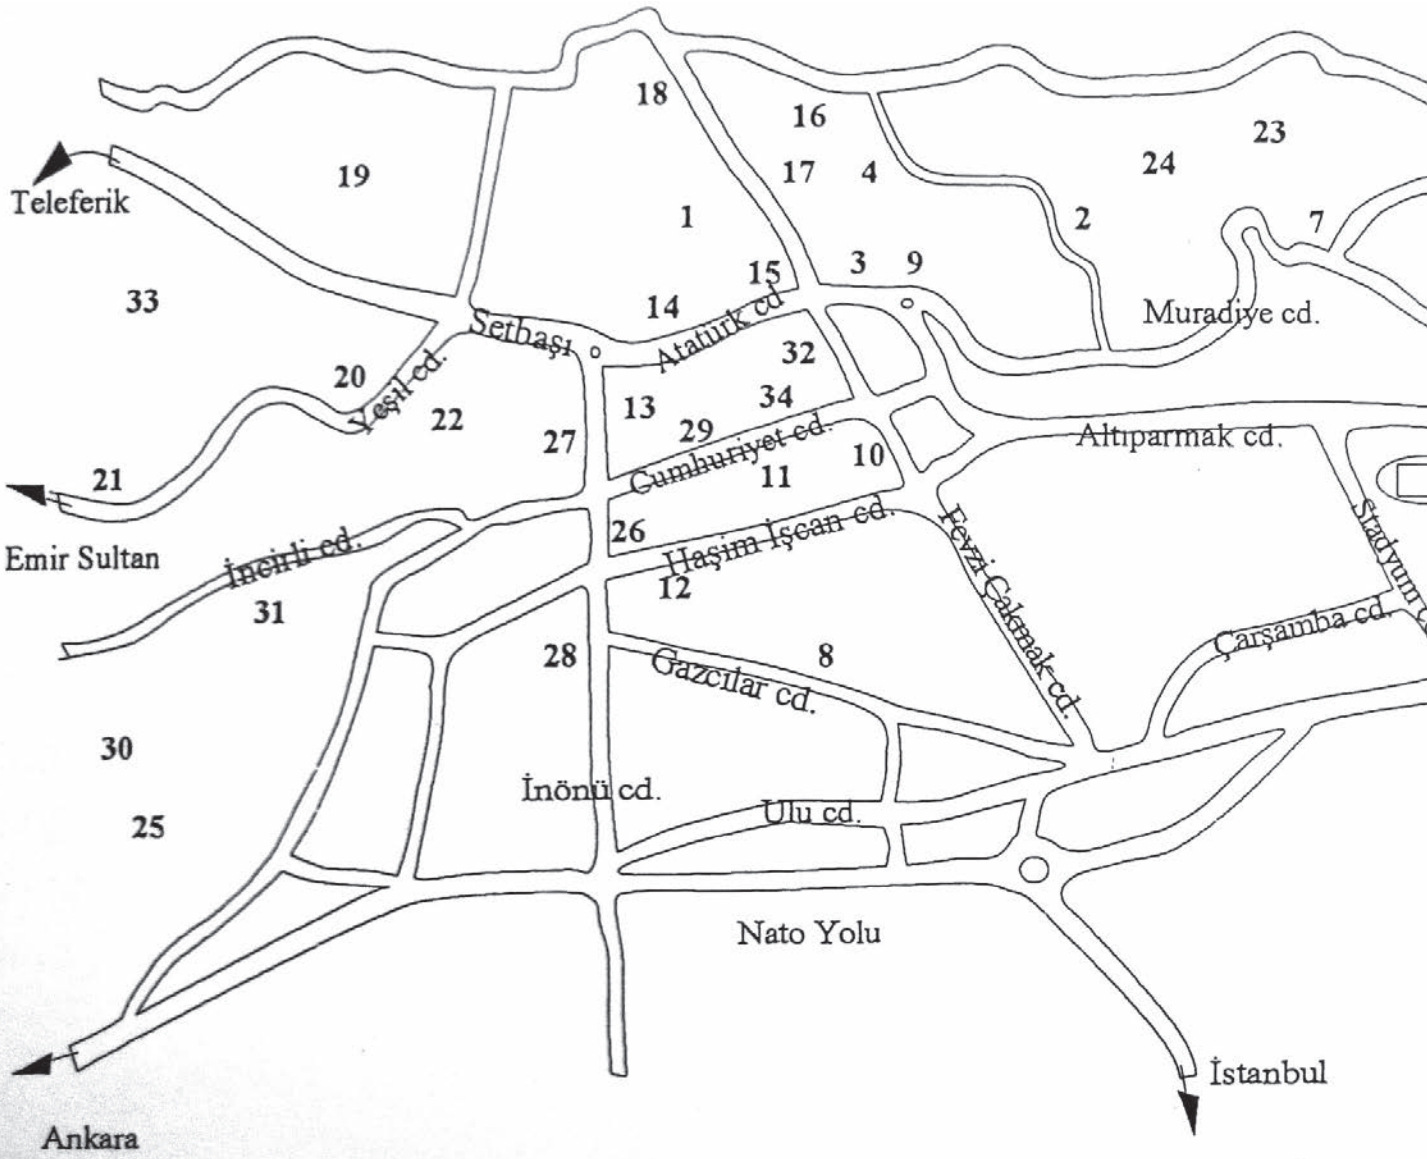 18
16
23
24
19
17
4
Teleferik
1
2
7
3
9
15
33
14
Muradiye cd.
Setbaşı
Atatürk cd
32
20
Yeşil cd.
22
13
34
29
27
Cumhuriyet cd.
10
Altıparmak cd.
11
21
26
Haşim İşcan cd.
Fevzi Çakmak cd.
Stadyum
Emir Sultan
İncirli cd.
12
31
Çarşamba cd.
28
Gazcılar cd.
8
30
İnönü cd.
25
Ulu cd.
Nato Yolu
İstanbul
Ankara